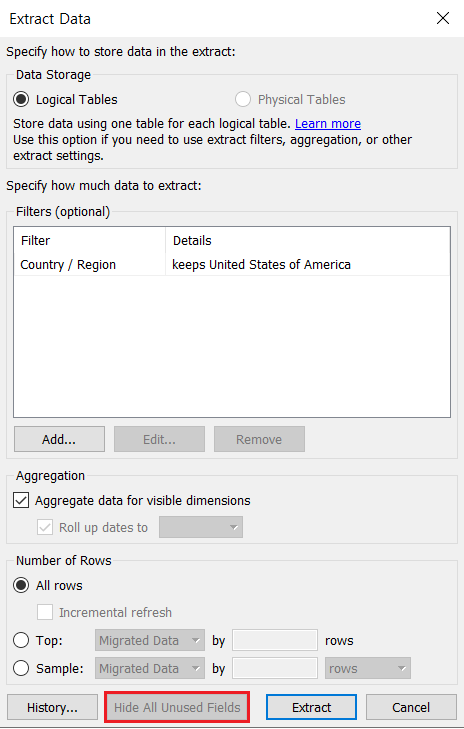 Extract Data
Specify how to store data in the extract:
Data Storage
Logical Tables Physical Tables
Store data using one table for each logical table. Learn more
Use this option if you need to use extract filters, aggregation, or other
extract settings.
Specify how much data to extract:
Filters (optional)
Filter Details
Country / Region keeps United States of America
Add... Edit... Remove
Aggregation
Aggregate data for visible dimensions
Roll up dates to
Number of Rows
All rows
Incremental refresh
Top: Migrated Data by rows
Sample: Migrated Data by rows
History... Hide All Unused Fields Extract Cancel